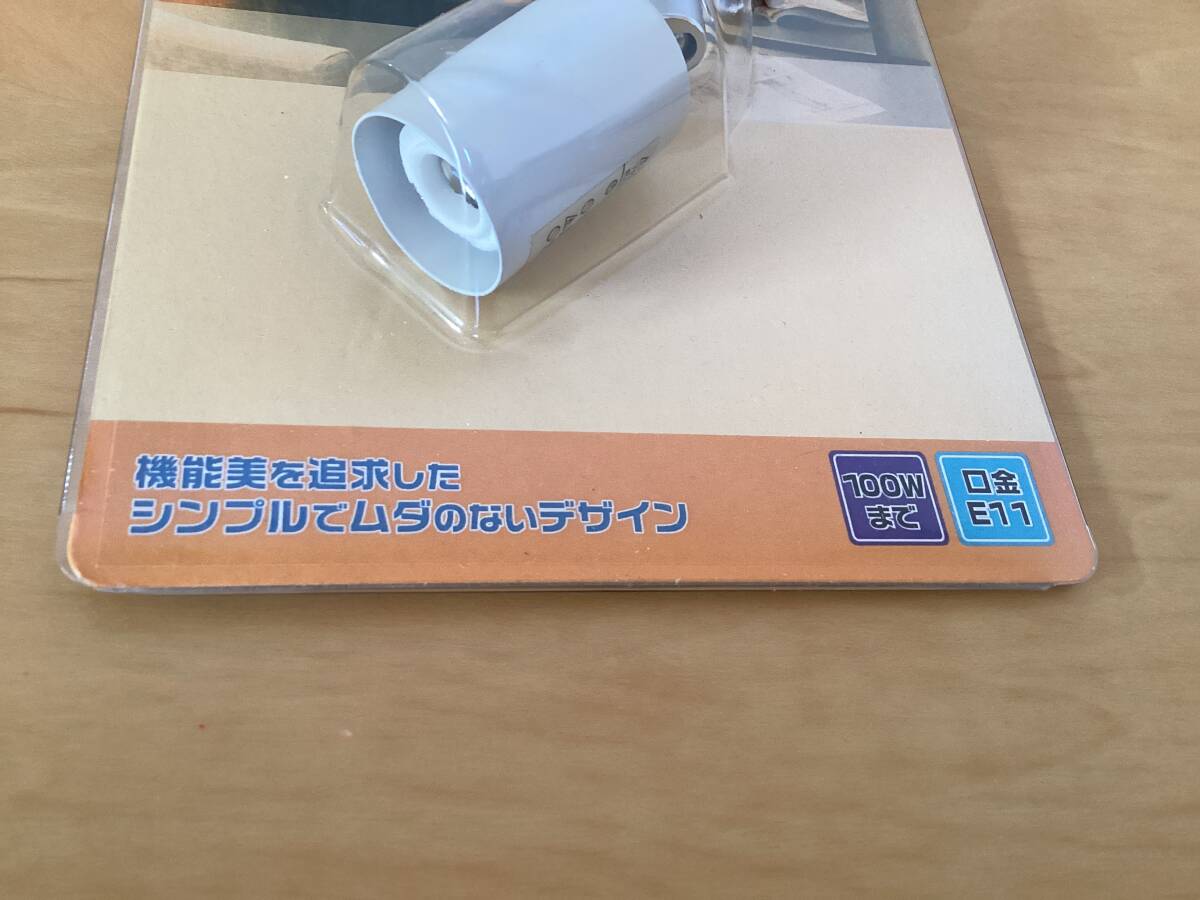 機能美を追求した
シンプルでムダのないデザイン
100W
まで
口金
E11